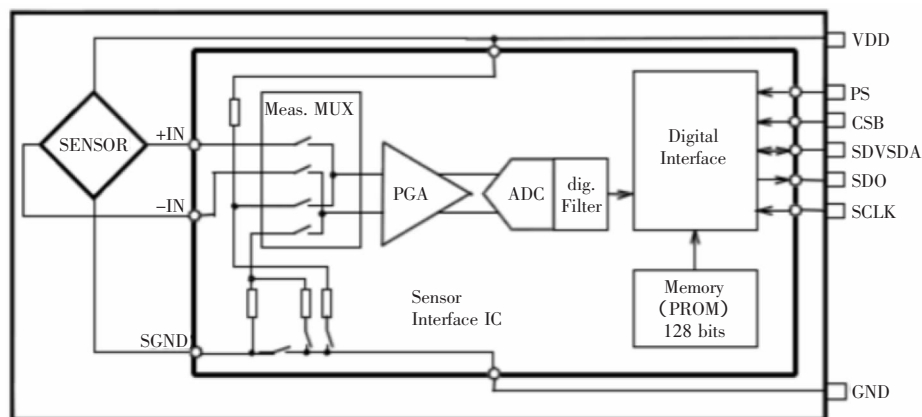 VDD
Meas. MUX
PS
SENSOR
+IN
Digital
Interface
CSB
SDVSDA
−IN
PGA
ADC
dig.
Filter
SDO
SCLK
Sensor
Interface IC
Memory
(PROM)
128 bits
SGND
GND